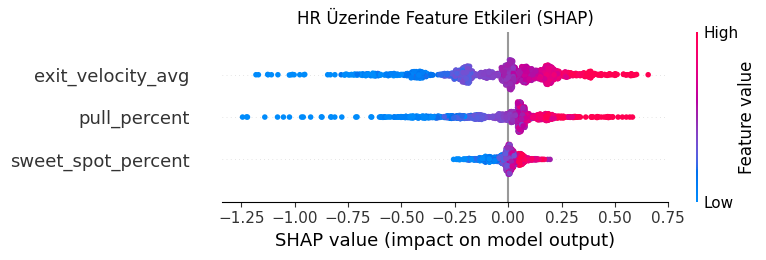 HR Üzerinde Feature Etkileri (SHAP)
High
exit_velocity_avg
pull_percent
sweet_spot_percent
Feature value
Low
−1.25 −1.00 −0.75 −0.50 −0.25 0.00 0.25 0.50 0.75
SHAP value (impact on model output)